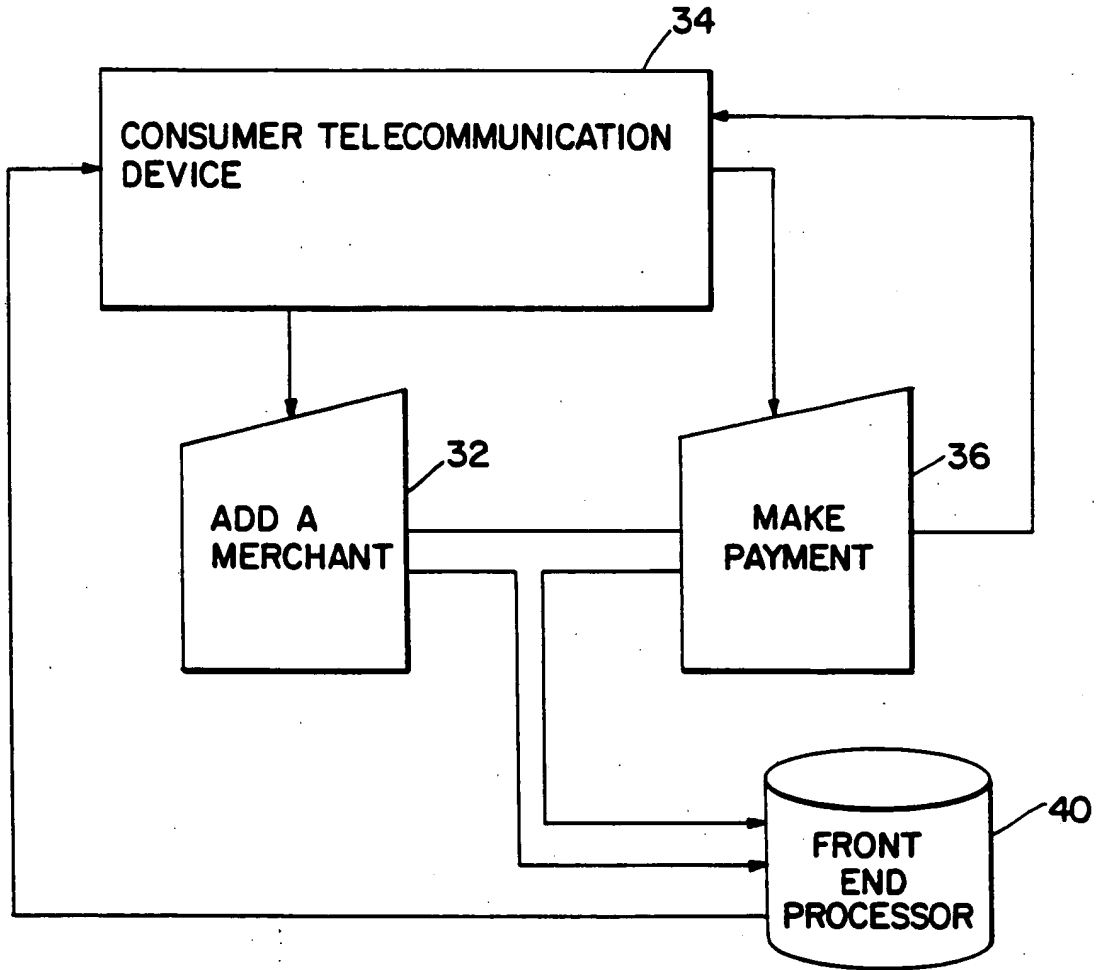 34
CONSUMER TELECOMMUNICATION
DEVICE
32
36
ADD A
MERCHANT
MAKE
PAYMENT
40
FRONT
END
PROCESSOR